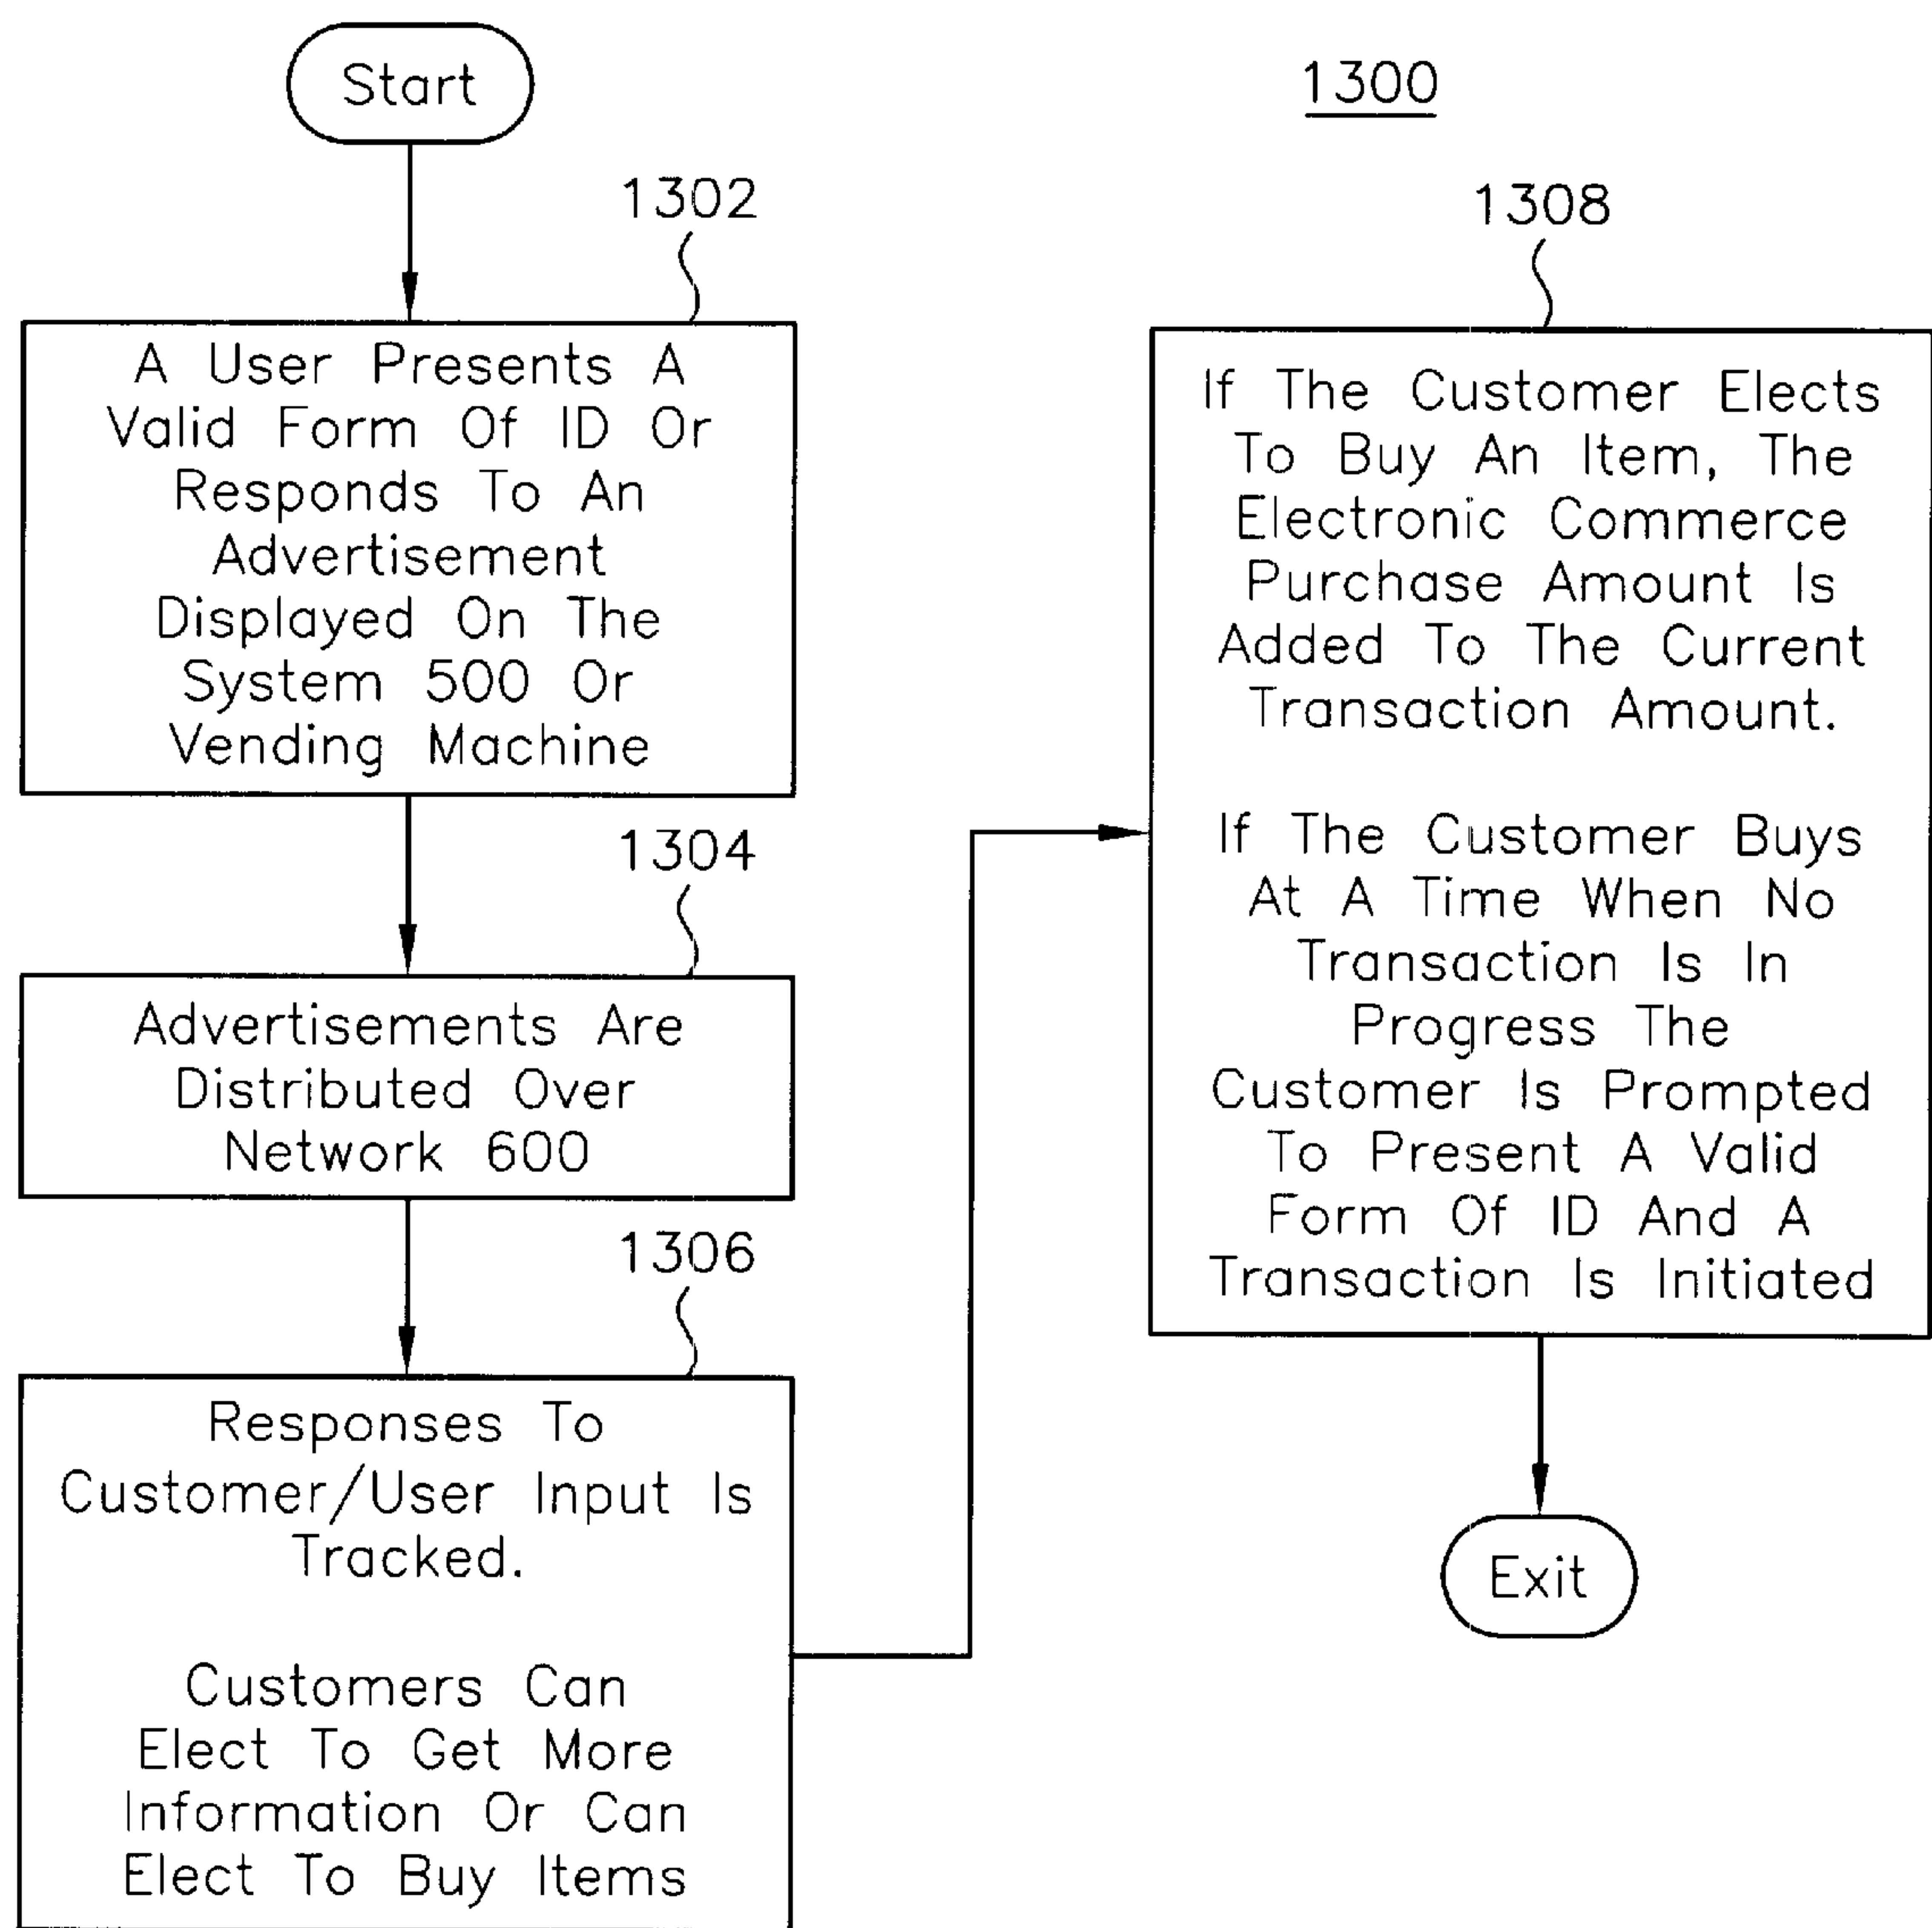 Start
1300
1302
A User Presents A
Valid Form Of ID Or
Responds To An
Advertisement
Displayed On The
System 500 Or
Vending Machine
1304
Advertisements Are
Distributed Over
Network 600
1306
Responses To
Customer/User Input Is
Tracked.
Customers Can
Elect To Get More
Information Or Can
Elect To Buy Items
1308
If The Customer Elects
To Buy An Item, The
Electronic Commerce
Purchase Amount Is
Added To The Current
Transaction Amount.
If The Customer Buys
At A Time When No
Transaction Is In
Progress The
Customer Is Prompted
To Present A Valid
Form Of ID And A
Transaction Is Initiated
Exit